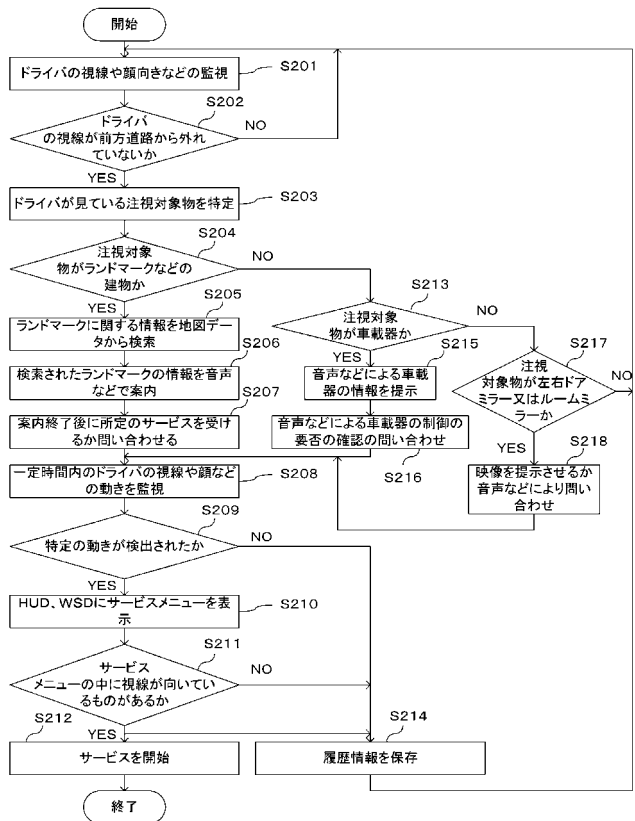 開始
ドライバの視線や顔向きなどの監視
S201
S202
ドライバ
の視線が前方道路から外れ
ていないか
NO
YES
S203
ドライバが見ている注視対象物を特定
S204
注視対象
物がランドマークなどの
建物か
NO
YES
S205
ランドマークに関する情報を地図デー
タから検索
S206
検索されたランドマークの情報を音声
などで案内
S207
案内終了後に所定のサービスを受け
るか問い合わせる
S208
一定時間内のドライバの視線や顔など
の動きを監視
S209
特定の動きが検出されたか
NO
YES
S210
HUD、WSDにサービスメニューを表
示
S211
サービス
メニューの中に視線が向いてい
るものがあるか
NO
S212
YES
サービスを開始
終了
S213
注視対象
物が車載器か
NO
YES
S215
音声などによる車載
器の情報を提示
音声などによる車載器の制御の
要否の確認の問い合わせ
S216
S217
注視
対象物が左右ドア
ミラー又はルームミ
ラーか
NO
YES
S218
映像を提示させるか
音声などにより問い
合わせ
S214
履歴情報を保存